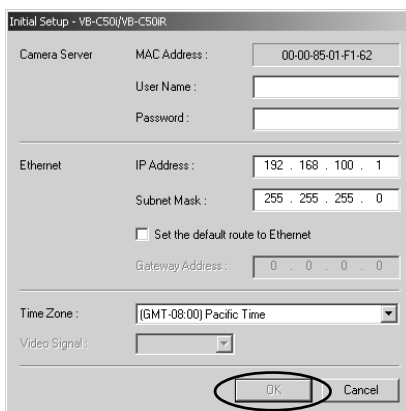 Initial Setup - VB-C50i/VB-C50iR
Camera Server MAC Address : 00-00-85-01-F1-62
User Name :
Password :
Ethernet IP Address : 192 . 168 . 100 . 1
Subnet Mask : 255 . 255 . 255 . 0
Set the default route to Ethernet
Gateway Address : 0 . 0 . 0 . 0
Time Zone : (GMT-08:00) Pacific Time
Video Signal :
OK Cancel